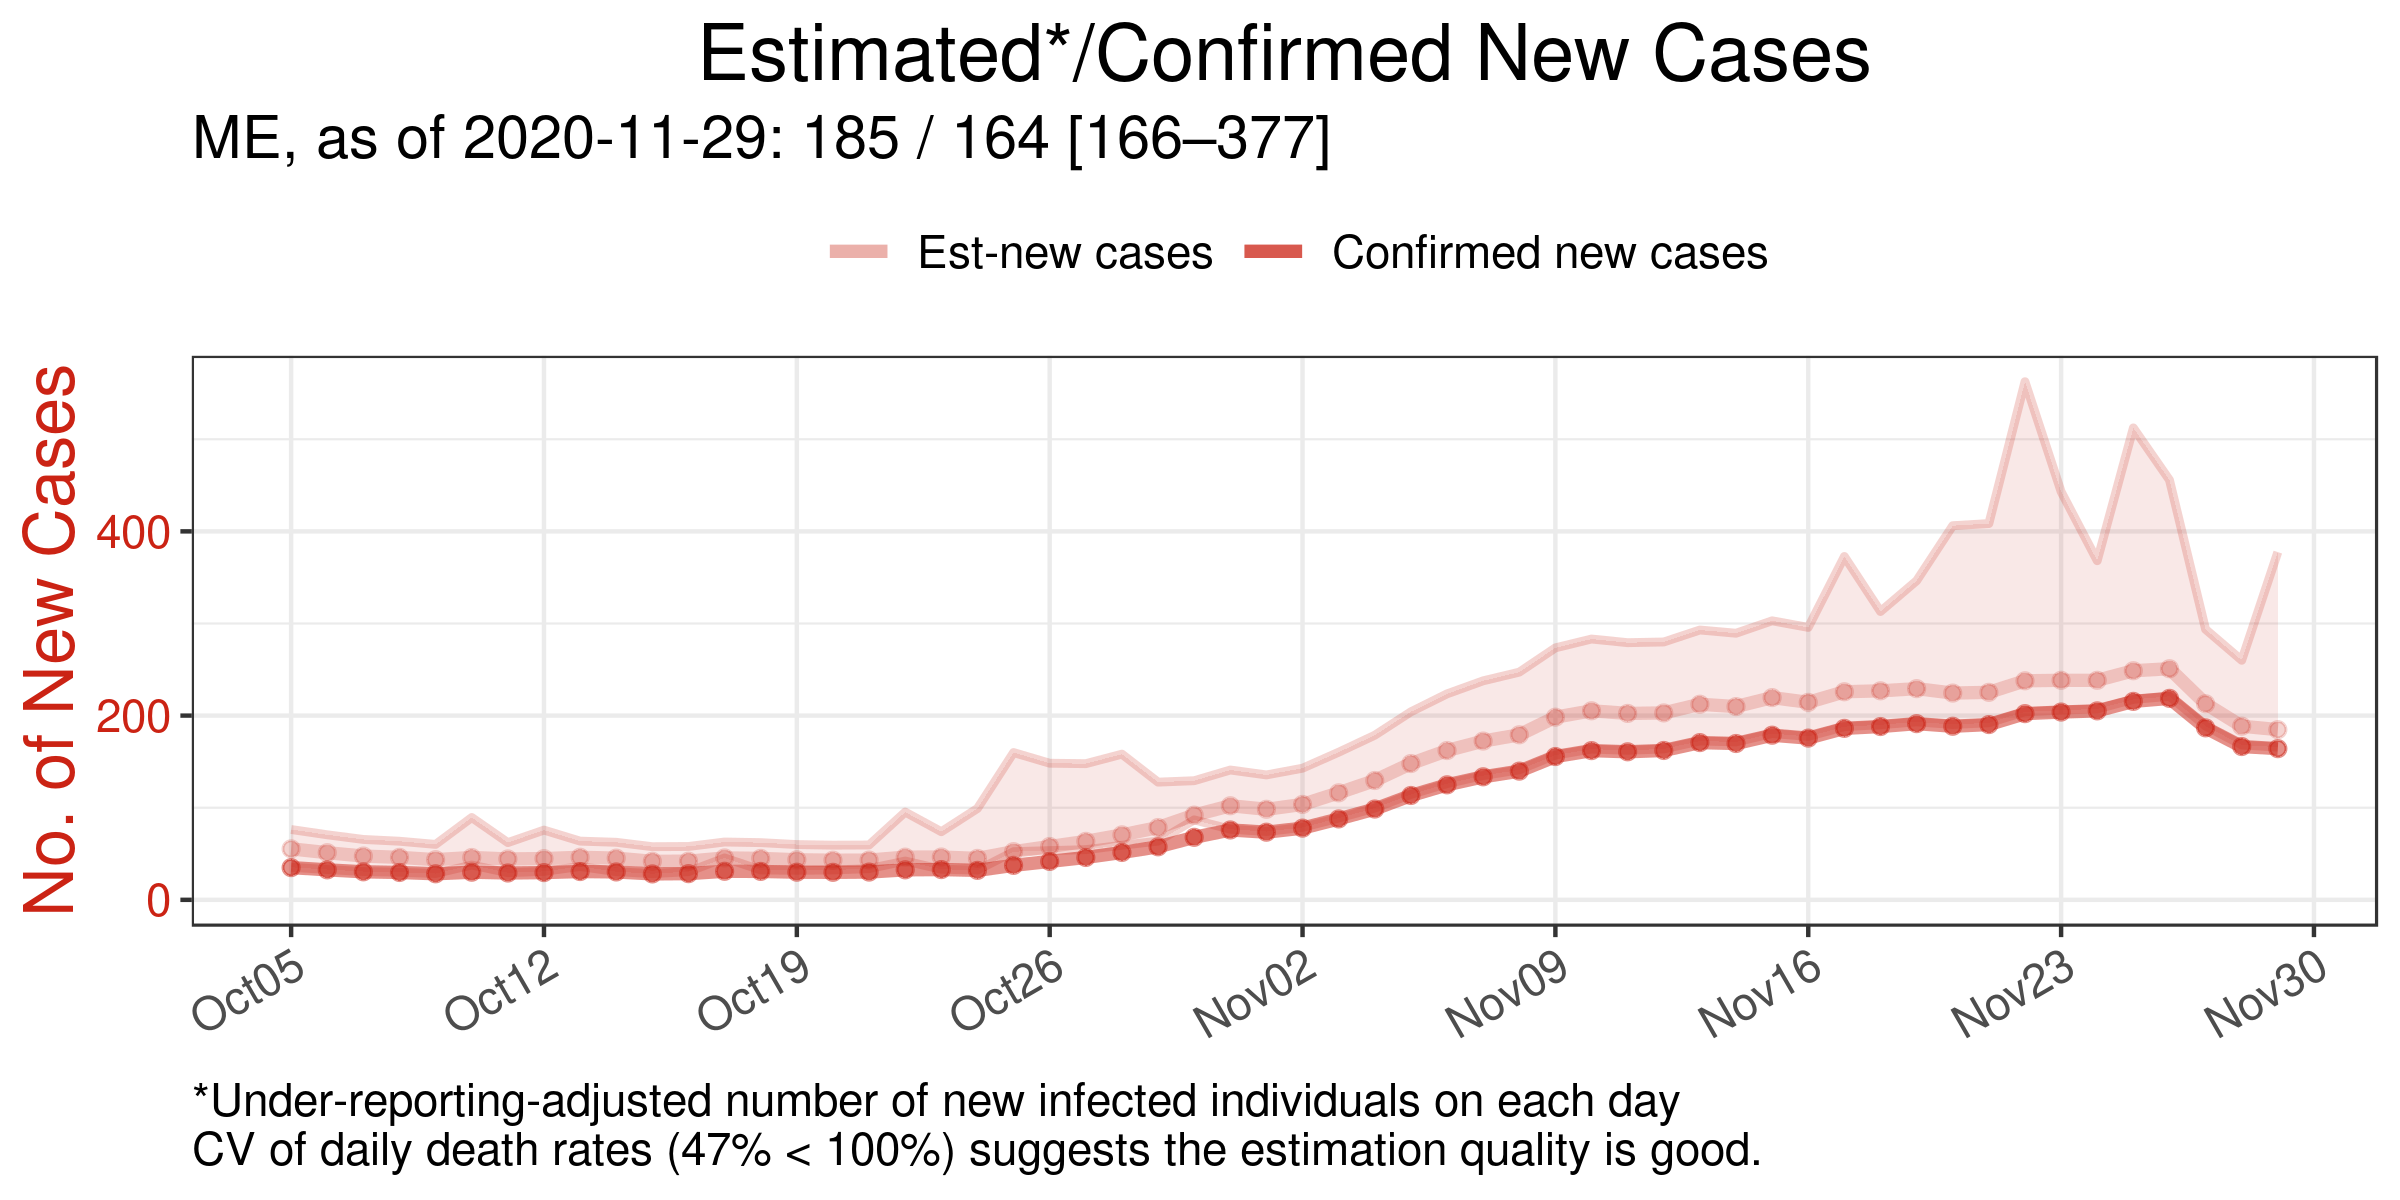 Estimated*/Confirmed New Cases
ME, as of 2020-11-29: 185 / 164 [166–377]
Est-new cases Confirmed new cases
No. of New Cases
400
200
0
Oct05 Oct12 Oct19 Oct26 Nov02 Nov09 Nov16 Nov23 Nov30
*Under-reporting-adjusted number of new infected individuals on each day
CV of daily death rates (47% < 100%) suggests the estimation quality is good.